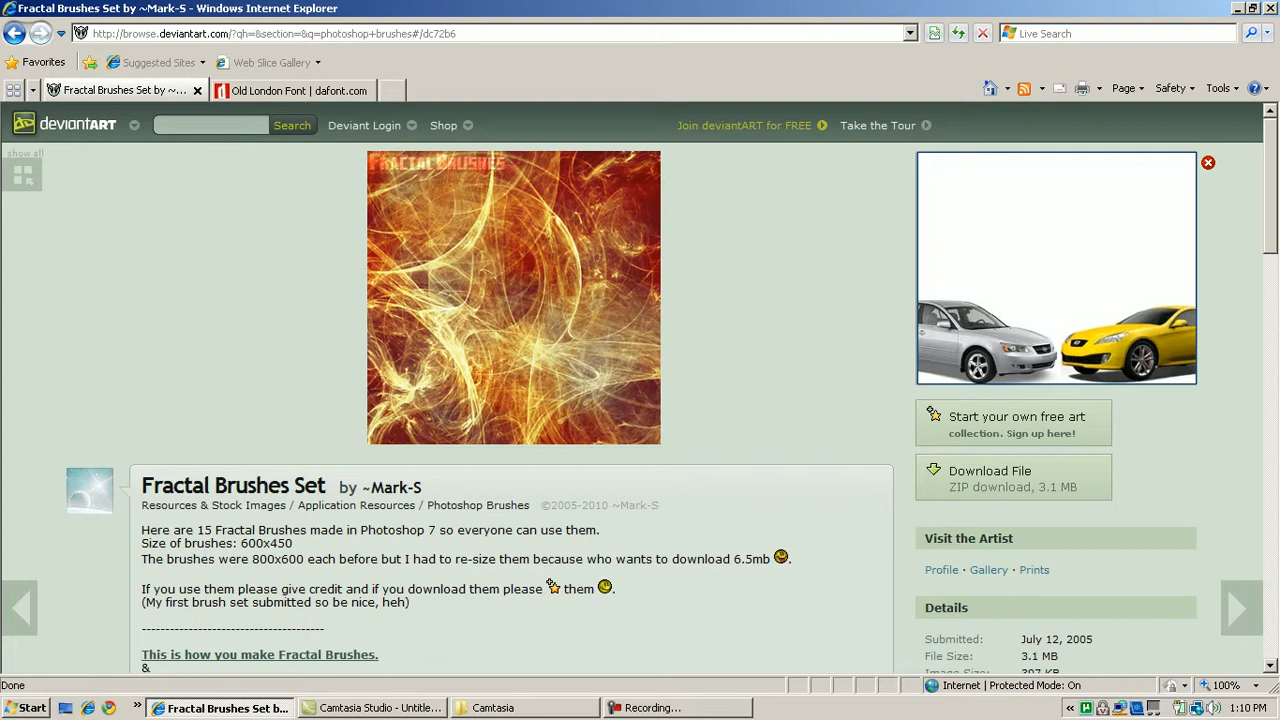 Fractal Brushes Set by ~Mark-S - Windows Internet Explorer
http://browse.deviantart.com/?qh=&section=&q=photoshop+brushes#/dc72b6
Live Search
Favorites
Suggested Sites
Web Slice Gallery
Fractal Brushes Set by ~...
Old London Font | dafont.com
Page
Safety
Tools
deviantART
Search
Deviant Login
Shop
Join deviantART for FREE
Take the Tour
show all
FRACTAL BRUSHES
Start your own free art
collection. Sign up here!
Download File
ZIP download, 3.1 MB
Fractal Brushes Set by ~Mark-S
Resources & Stock Images / Application Resources / Photoshop Brushes ©2005-2010 ~Mark-S
Here are 15 Fractal Brushes made in Photoshop 7 so everyone can use them.
Size of brushes: 600x450
The brushes were 800x600 each before but I had to re-size them because who wants to download 6.5mb .
If you use them please give credit and if you download them please them .
(My first brush set submitted so be nice, heh)
---------------------------------------
This is how you make Fractal Brushes.
&
Visit the Artist
Profile · Gallery · Prints
Details
Submitted: July 12, 2005
File Size: 3.1 MB
Image Size: 397 KB
Done
Internet | Protected Mode: On
100%
Start
Fractal Brushes Set b...
Camtasia Studio - Untitle...
Camtasia
Recording...
1:10 PM